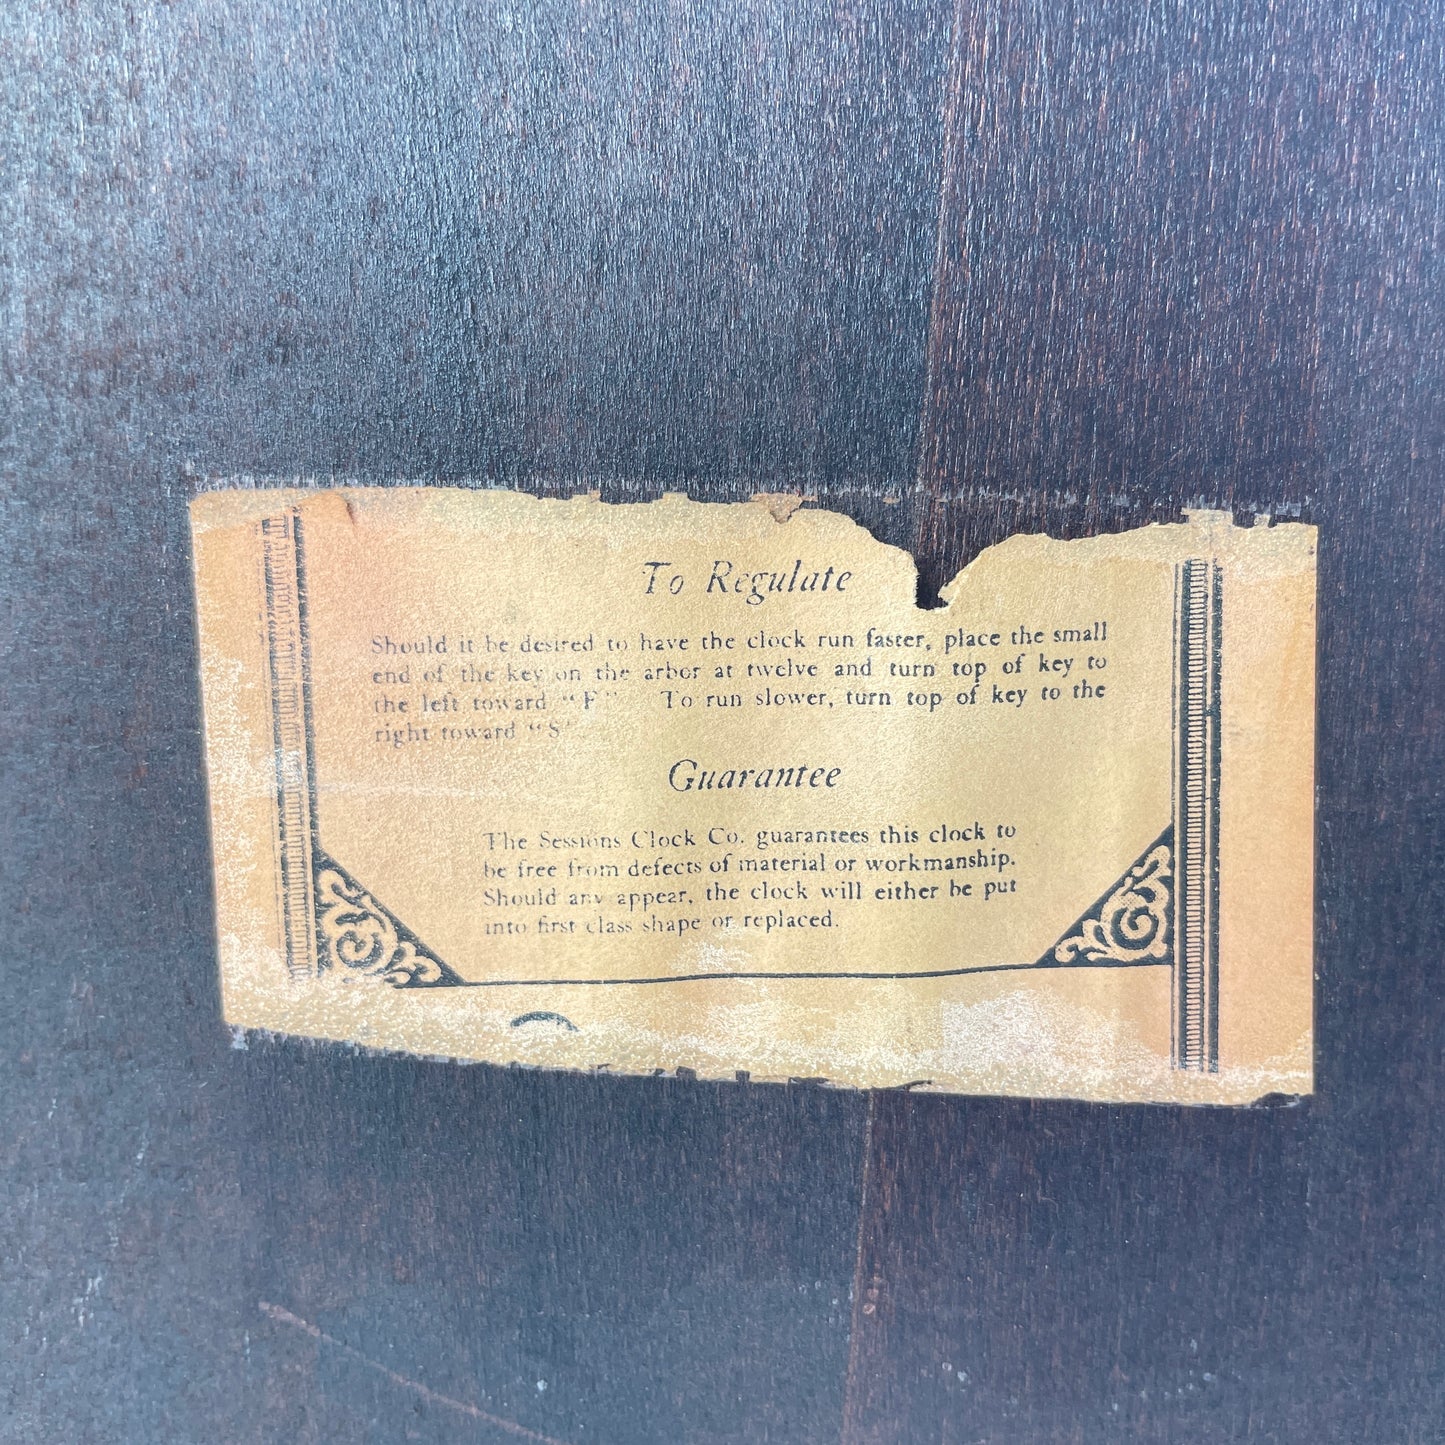 To Regulate
Should it be desired to have the clock run faster, place the small
end of the key on the arbor at twelve and turn top of key to
the left toward “F”. To run slower, turn top of key to the
right toward “S”.
Guarantee
The Sessions Clock Co. guarantees this clock to
be free from defects of material or workmanship.
Should any appear, the clock will either be put
into first class shape or replaced.